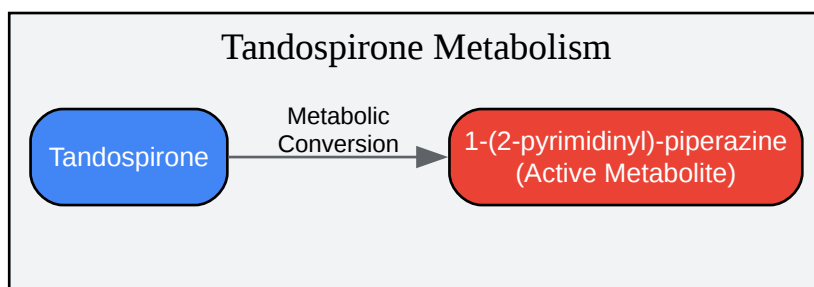 Tandospirone Metabolism
Metabolic
Conversion
Tandospirone
1-(2-pyrimidinyl)-piperazine
(Active Metabolite)